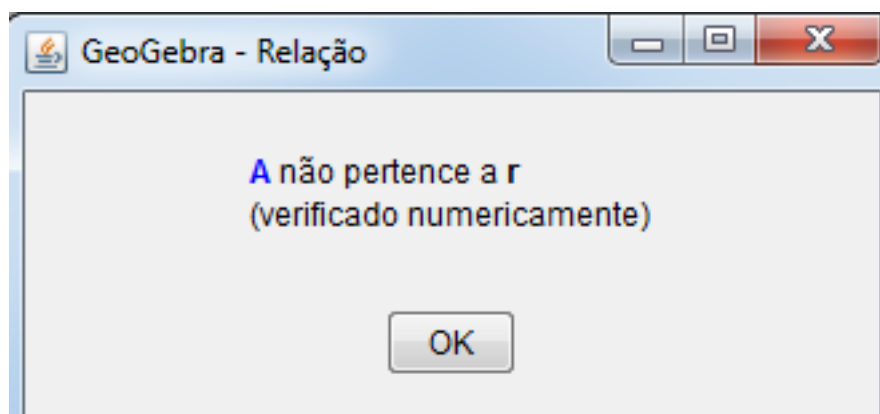 GeoGebra - Relação
A não pertence a r
(verificado numericamente)
OK